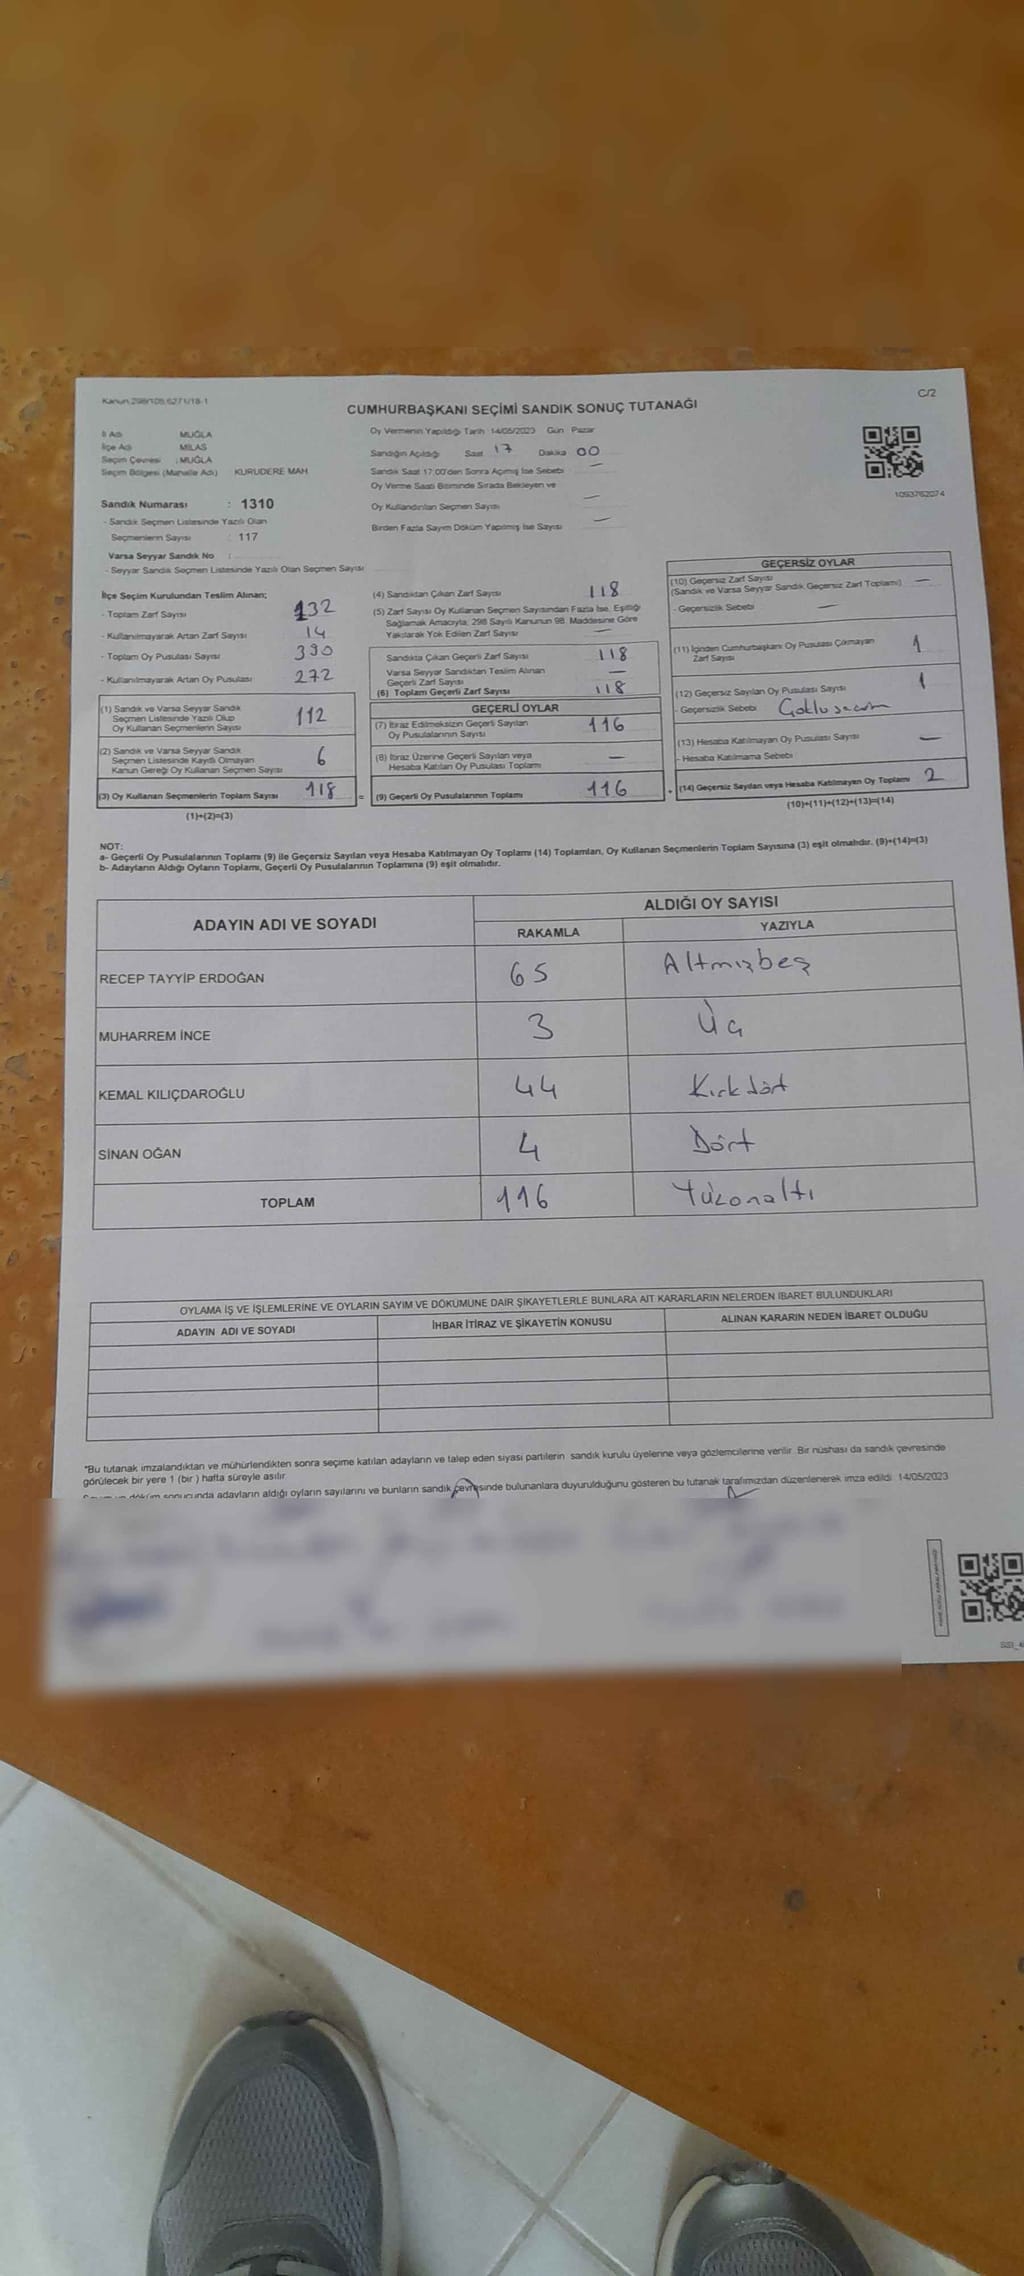 Kanun:298/105;6271/18-1
C/2
CUMHURBAŞKANI SEÇİMİ SANDIK SONUÇ TUTANAĞI
İl Adı MUĞLA
İlçe Adı MİLAS
Seçim Çevresi : MUĞLA
Seçim Bölgesi (Mahalle Adı) KURUDERE MAH
Sandık Numarası : 1310
- Sandık Seçmen Listesinde Yazılı Olan
Seçmenlerin Sayısı : 117
Varsa Seyyar Sandık No :
- Seyyar Sandık Seçmen Listesinde Yazılı Olan Seçmen Sayısı
Oy Vermenin Yapıldığı Tarih 14/05/2023 Gün Pazar
Sandığın Açıldığı Saat 17 Dakika 00
Sandık Saat 17:00'den Sonra Açılmış İse Sebebi —
Oy Verme Saati Bitiminde Sırada Bekleyen ve
Oy Kullandırılan Seçmen Sayısı —
Birden Fazla Sayım Döküm Yapılmış İse Sayısı —
1093762074
İlçe Seçim Kurulundan Teslim Alınan;
- Toplam Zarf Sayısı 132
- Kullanılmayarak Artan Zarf Sayısı 14
- Toplam Oy Pusulası Sayısı 390
- Kullanılmayarak Artan Oy Pusulası 272
(1) Sandık ve Varsa Seyyar Sandık
Seçmen Listesinde Yazılı Olup
Oy Kullanan Seçmenlerin Sayısı 112
(2) Sandık ve Varsa Seyyar Sandık
Seçmen Listesinde Kayıtlı Olmayan
Kanun Gereği Oy Kullanan Seçmen Sayısı 6
(3) Oy Kullanan Seçmenlerin Toplam Sayısı 118
(1)+(2)=(3)
(4) Sandıktan Çıkan Zarf Sayısı 118
(5) Zarf Sayısı Oy Kullanan Seçmen Sayısından Fazla İse, Eşitliği
Sağlamak Amacıyla, 298 Sayılı Kanunun 98. Maddesine Göre
Yakılarak Yok Edilen Zarf Sayısı —
Sandıkta Çıkan Geçerli Zarf Sayısı 118
Varsa Seyyar Sandıktan Teslim Alınan
Geçerli Zarf Sayısı —
(6) Toplam Geçerli Zarf Sayısı 118
GEÇERLİ OYLAR
(7) İtiraz Edilmeksizin Geçerli Sayılan
Oy Pusulalarının Sayısı 116
(8) İtiraz Üzerine Geçerli Sayılan veya
Hesaba Katılan Oy Pusulası Toplamı —
= (9) Geçerli Oy Pusulalarının Toplamı 116
GEÇERSİZ OYLAR
(10) Geçersiz Zarf Sayısı
(Sandık ve Varsa Seyyar Sandık Geçersiz Zarf Toplamı) —
- Geçersizlik Sebebi —
(11) İçinden Cumhurbaşkanı Oy Pusulası Çıkmayan
Zarf Sayısı 1
(12) Geçersiz Sayılan Oy Pusulası Sayısı 1
- Geçersizlik Sebebi
(13) Hesaba Katılmayan Oy Pusulası Sayısı —
- Hesaba Katılmama Sebebi
+ (14) Geçersiz Sayılan veya Hesaba Katılmayan Oy Toplamı 2
(10)+(11)+(12)+(13)=(14)
NOT:
a- Geçerli Oy Pusulalarının Toplamı (9) ile Geçersiz Sayılan veya Hesaba Katılmayan Oy Toplamı (14) Toplamları, Oy Kullanan Seçmenlerin Toplam Sayısına (3) eşit olmalıdır. (9)+(14)=(3)
b- Adayların Aldığı Oyların Toplamı, Geçerli Oy Pusulalarının Toplamına (9) eşit olmalıdır.
ADAYIN ADI VE SOYADI
ALDIĞI OY SAYISI
RAKAMLA YAZIYLA
RECEP TAYYİP ERDOĞAN 65 Altmışbeş
MUHARREM İNCE 3 Üç
KEMAL KILIÇDAROĞLU 44 Kırkdört
SİNAN OĞAN 4 Dört
TOPLAM 116 Yüzonaltı
OYLAMA İŞ VE İŞLEMLERİNE VE OYLARIN SAYIM VE DÖKÜMÜNE DAİR ŞİKAYETLERLE BUNLARA AİT KARARLARIN NELERDEN İBARET BULUNDUKLARI
ADAYIN ADI VE SOYADI İHBAR İTİRAZ VE ŞİKAYETİN KONUSU ALINAN KARARIN NEDEN İBARET OLDUĞU
"Bu tutanak imzalandıktan ve mühürlendikten sonra seçime katılan adayların ve talep eden siyasi partilerin sandık kurulu üyelerine veya gözlemcilerine verilir. Bir nüshası da sandık çevresinde
görülecek bir yere 1 (bir) hafta süreyle asılır.
Sayım ve döküm sonucunda adayların aldığı oyların sayılarını ve bunların sandık çevresinde bulunanlara duyurulduğunu gösteren bu tutanak tarafımızdan düzenlenerek imza edildi. 14/05/2023